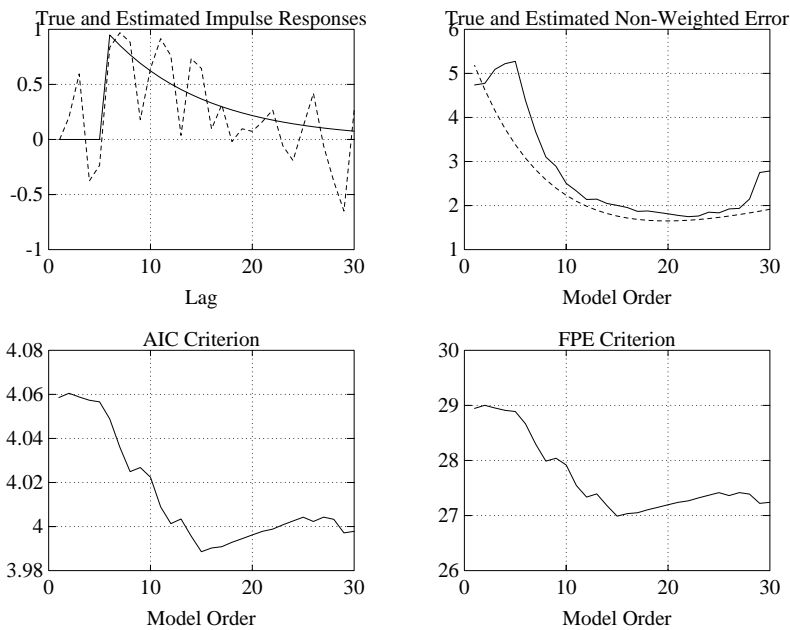 True and Estimated Impulse Responses
1
0.5
0
-0.5
-1
0 10 20 30
Lag
True and Estimated Non-Weighted Error
6
5
4
3
2
1
0 10 20 30
Model Order
AIC Criterion
4.08
4.06
4.04
4.02
4
3.98
0 10 20 30
Model Order
FPE Criterion
30
29
28
27
26
0 10 20 30
Model Order